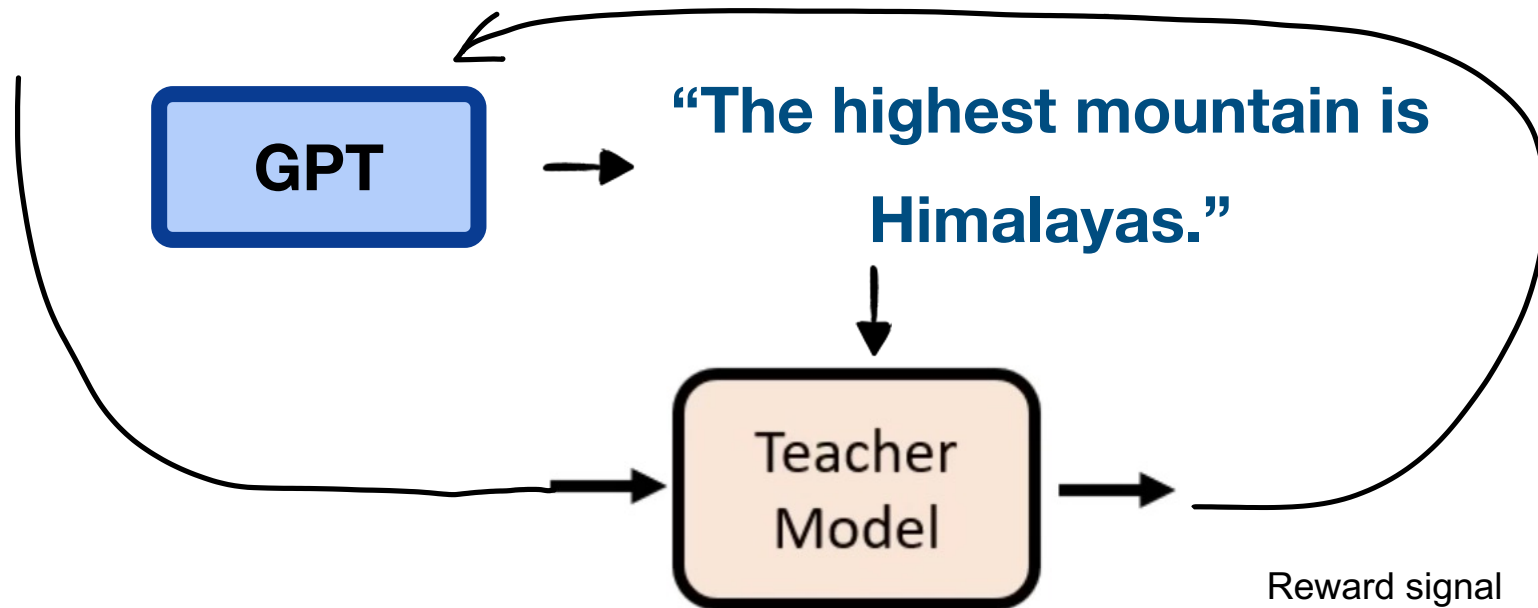 GPT
“The highest mountain is
Himalayas.”
Teacher
Model
Reward signal